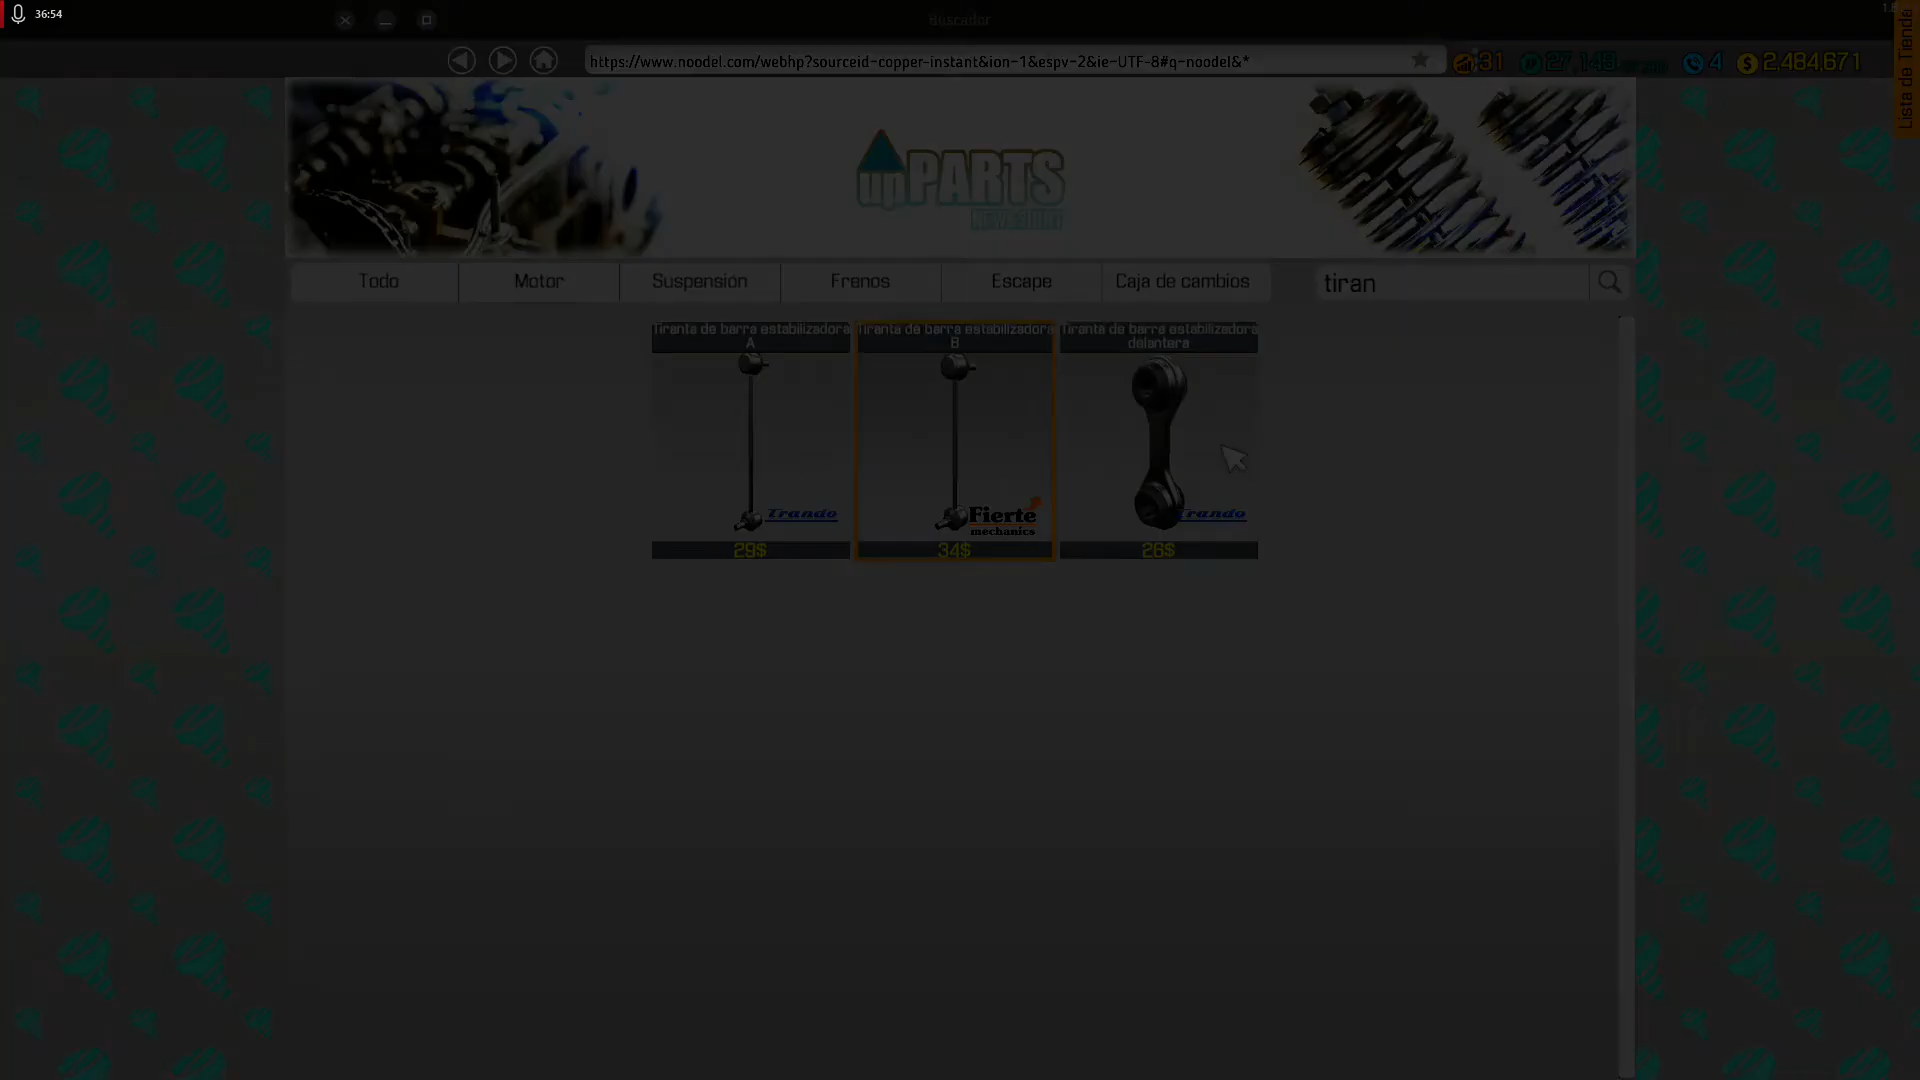 36:54
Buscador
https://www.noodel.com/webhp?sourceid-copper-instant&ion-1&espv-2&ie-UTF-8#q-noodel&*
31
27,143
4
2,484,671
Lista de Tienda
upPARTS
Todo
Motor
Suspensión
Frenos
Escape
Caja de cambios
tiran
Tiranta de barra estabilizadora
A
Trando
29$
Tiranta de barra estabilizadora
B
Fierte
mechanics
34$
Tiranta de barra estabilizadora
delantera
Trando
26$